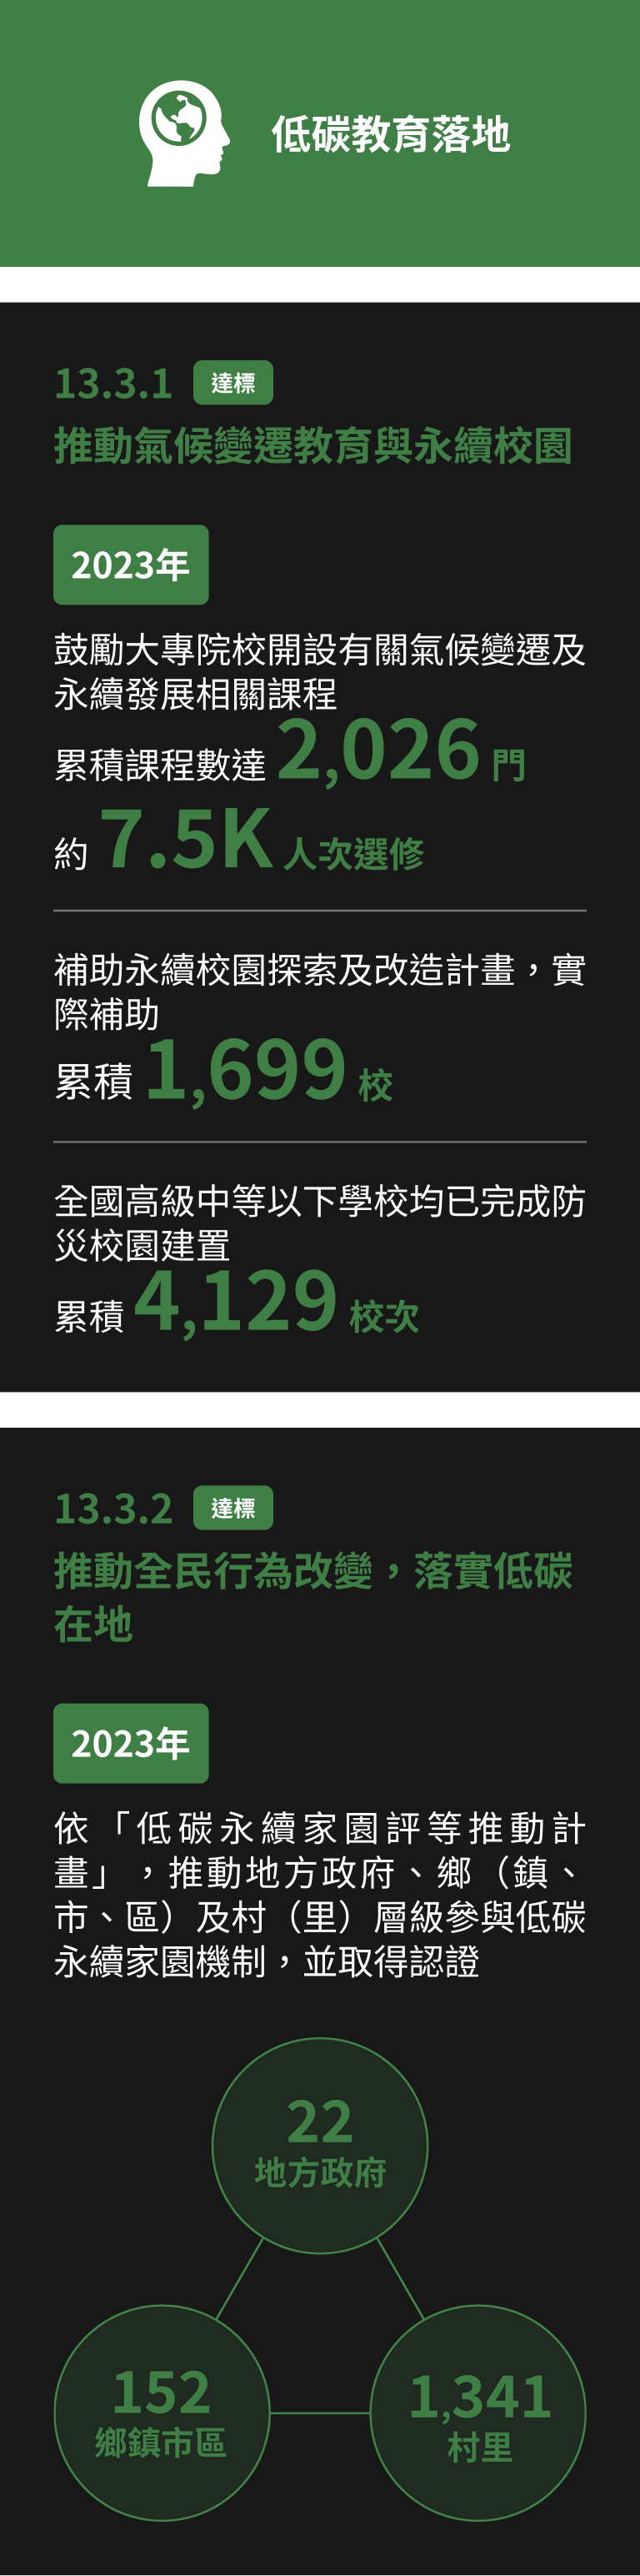 低碳教育落地
13.3.1 達標
推動氣候變遷教育與永續校園
2023年
鼓勵大專院校開設有關氣候變遷及
永續發展相關課程
累積課程數達 2,026 門
約 7.5K 人次選修
補助永續校園探索及改造計畫，實
際補助
累積 1,699 校
全國高級中等以下學校均已完成防
災校園建置
累積 4,129 校次
13.3.2 達標
推動全民行為改變，落實低碳
在地
2023年
依「低碳永續家園評等推動計
畫」，推動地方政府、鄉（鎮、
市、區）及村（里）層級參與低碳
永續家園機制，並取得認證
22
地方政府
152
鄉鎮市區
1,341
村里